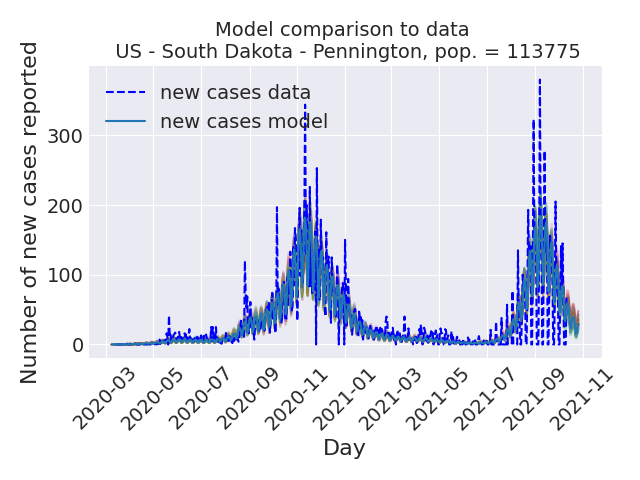 Model comparison to data
US - South Dakota - Pennington, pop. = 113775
Number of new cases reported
new cases data
new cases model
300
200
100
0
2020-03
2020-05
2020-07
2020-09
2020-11
2021-01
2021-03
2021-05
2021-07
2021-09
2021-11
Day